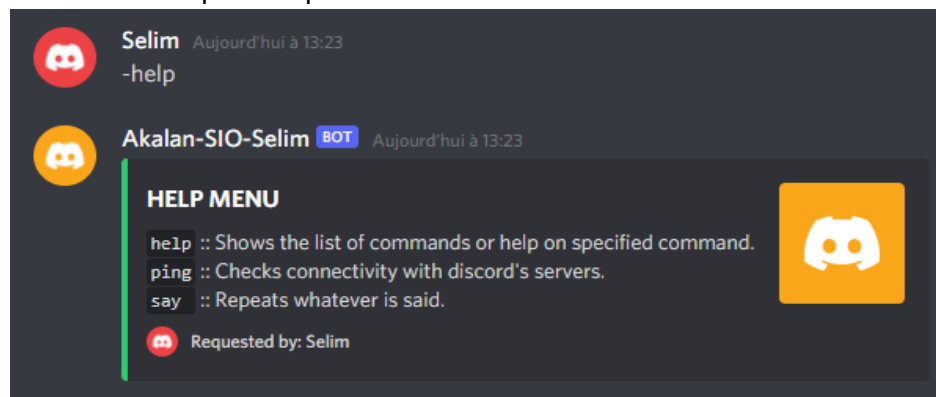 Selim Aujourd'hui à 13:23
-help
Akalan-SIO-Selim BOT Aujourd'hui à 13:23
HELP MENU
help :: Shows the list of commands or help on specified command.
ping :: Checks connectivity with discord's servers.
say :: Repeats whatever is said.
Requested by: Selim